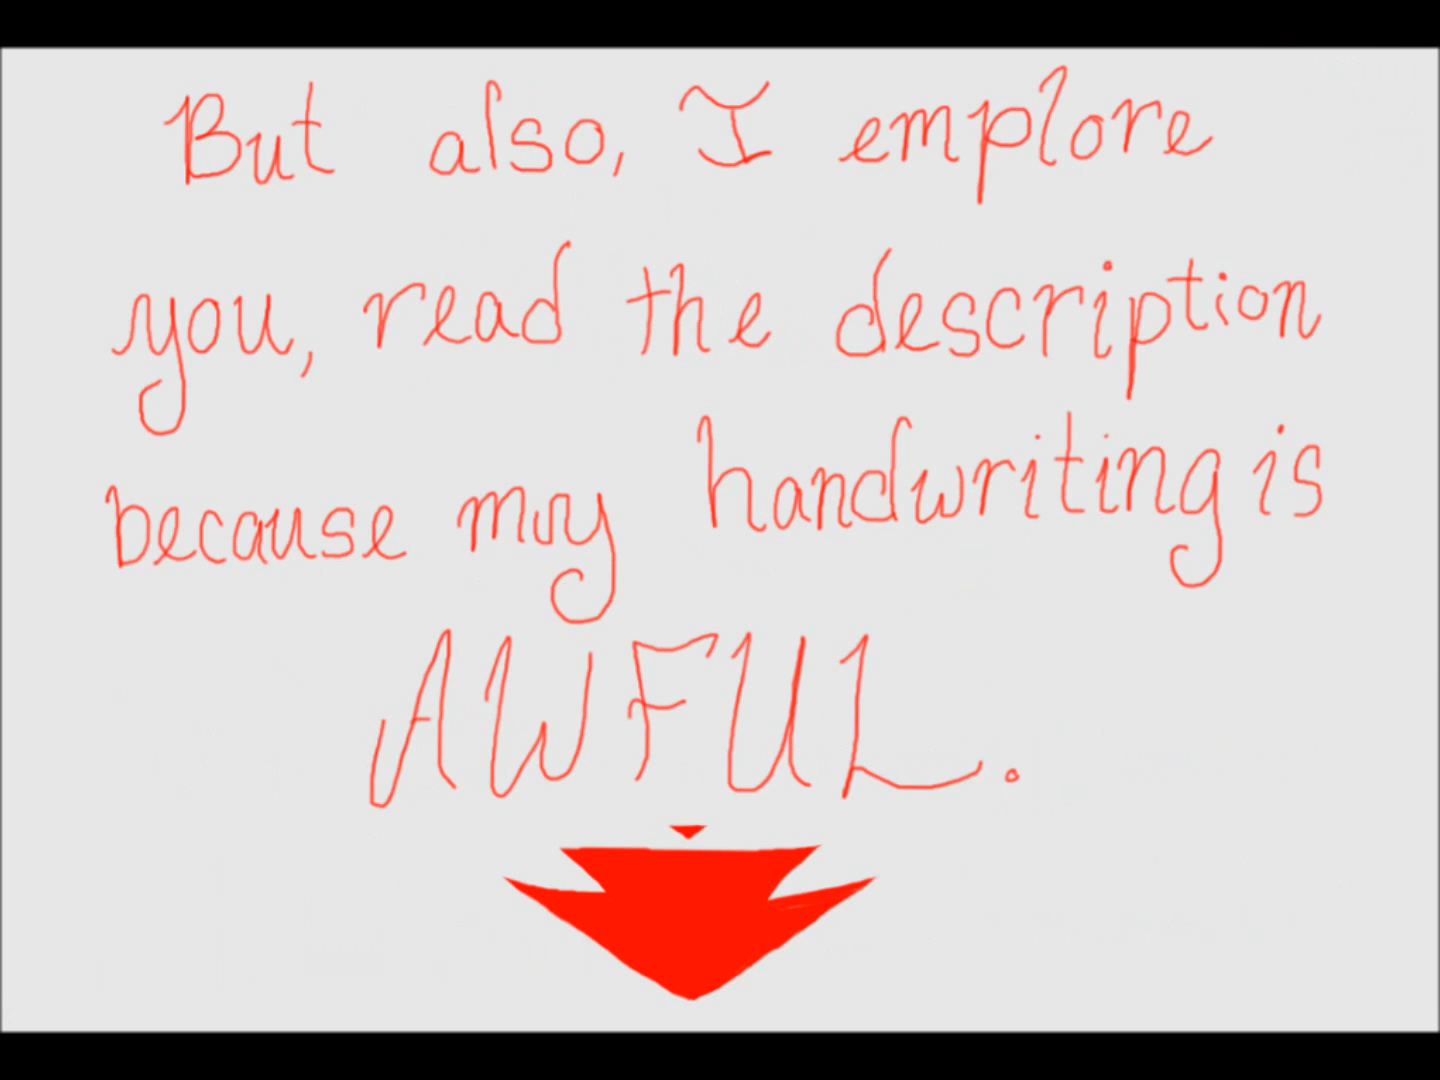 But also, I emplore
you, read the description
because my handwriting is
AWFUL.